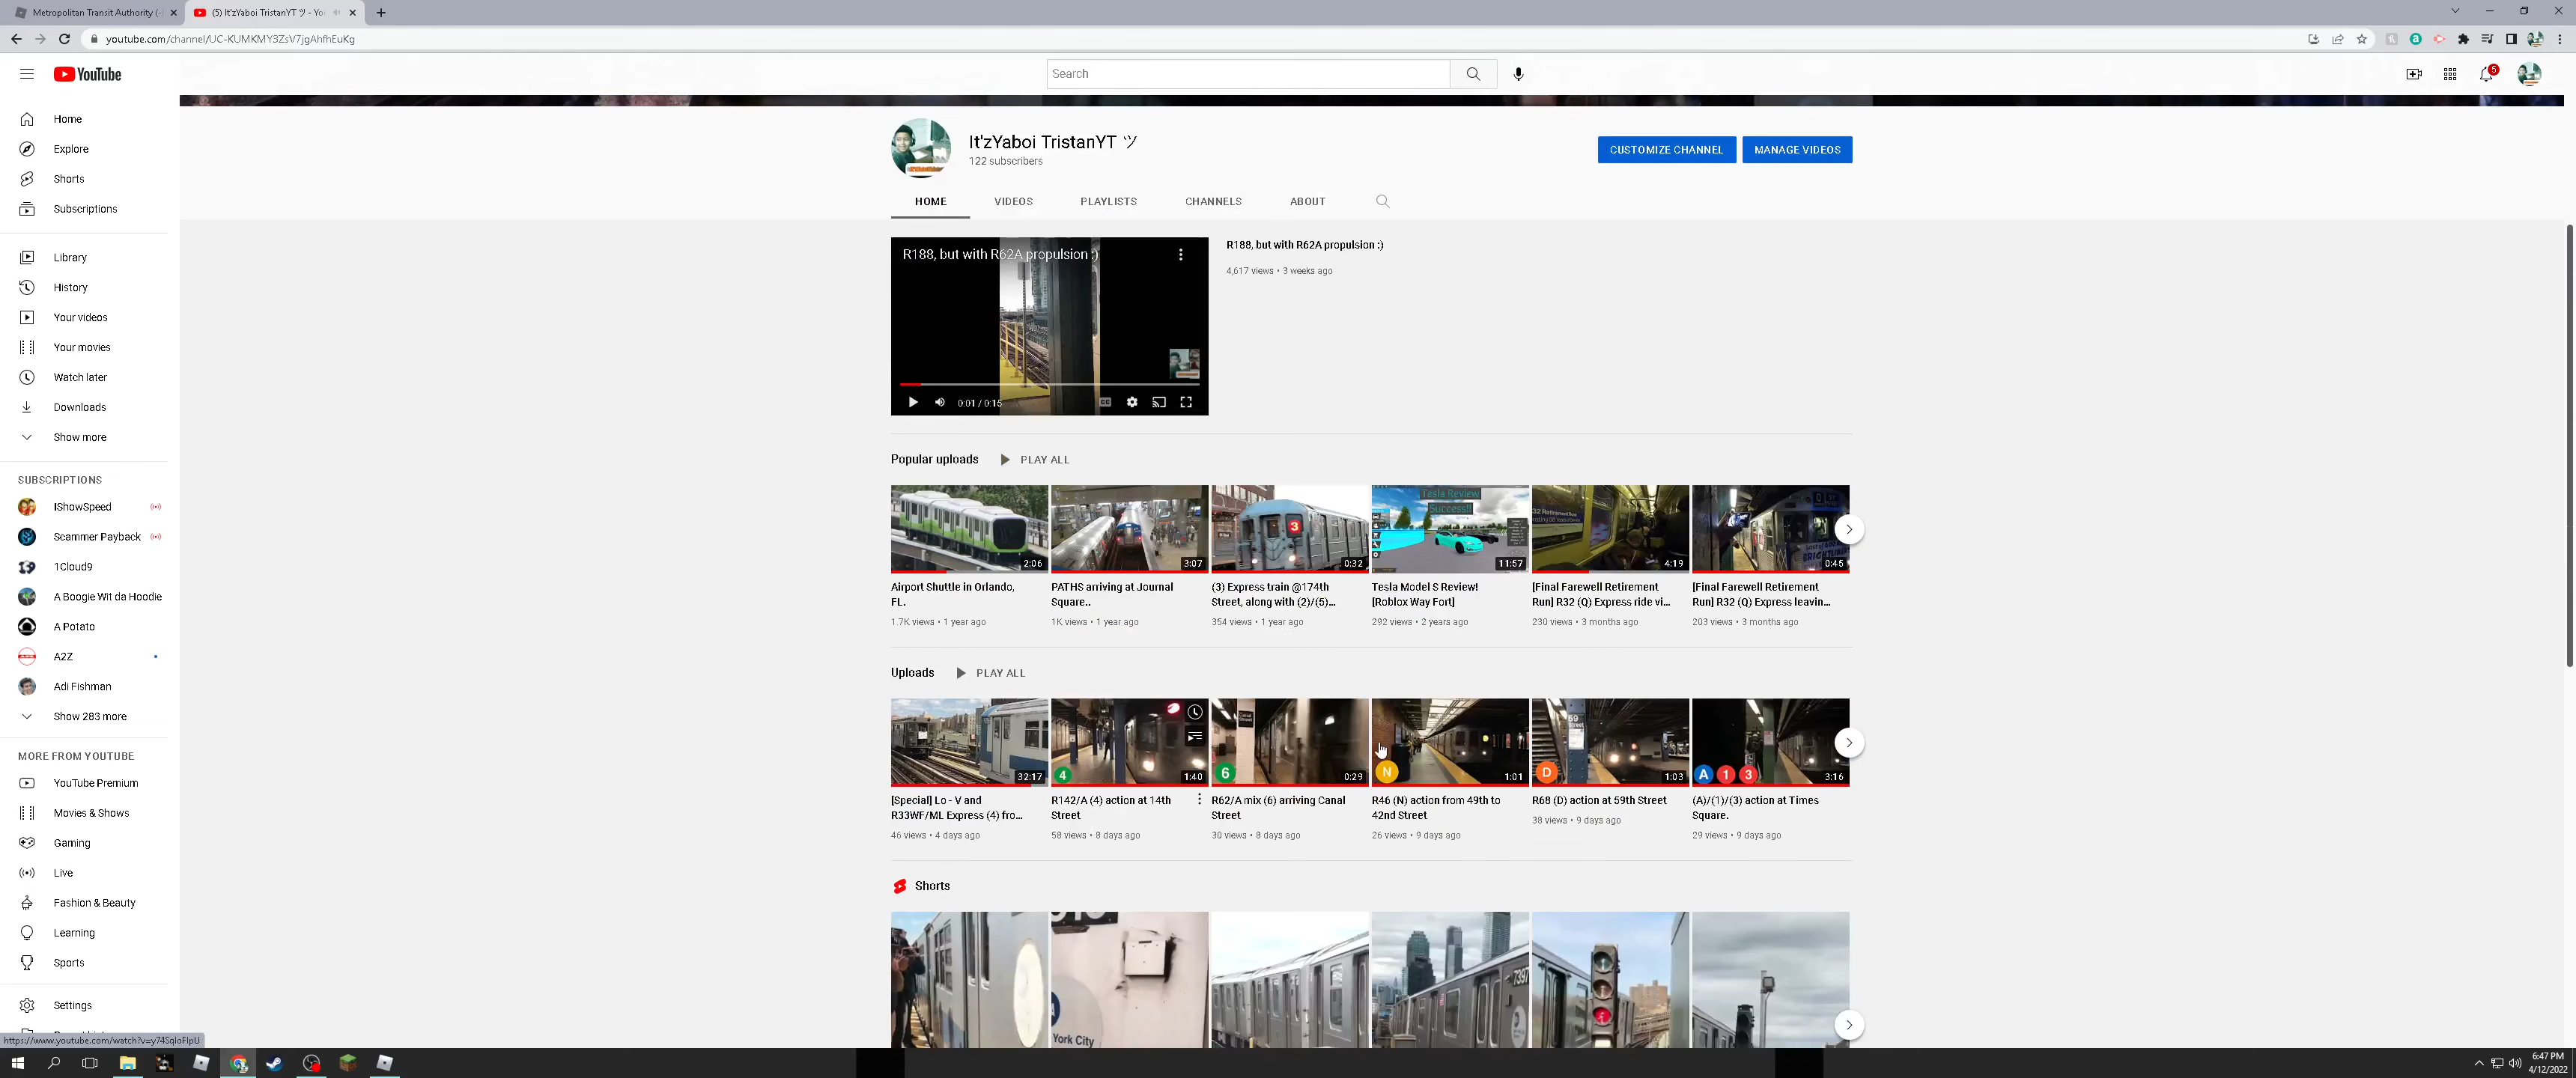 Metropolitan Transit Authority (-
(5) It'zYaboi TristanYT ツ - Yo
youtube.com/channel/UC-KUMKMY3ZsV7jgAhfhEuKg
YouTube
Search
5
Home
Explore
Shorts
Subscriptions
Library
History
Your videos
Your movies
Watch later
Downloads
Show more
SUBSCRIPTIONS
IShowSpeed
Scammer Payback
1Cloud9
A Boogie Wit da Hoodie
A Potato
A2Z
Adi Fishman
Show 283 more
MORE FROM YOUTUBE
YouTube Premium
Movies & Shows
Gaming
Live
Fashion & Beauty
Learning
Sports
Settings
https://www.youtube.com/watch?v=y74SqIoFIpU
It'zYaboi TristanYT ツ
122 subscribers
CUSTOMIZE CHANNEL
MANAGE VIDEOS
HOME
VIDEOS
PLAYLISTS
CHANNELS
ABOUT
R188, but with R62A propulsion :)
0:01 / 0:15
R188, but with R62A propulsion :)
4,617 views • 3 weeks ago
Popular uploads
PLAY ALL
2:06
Airport Shuttle in Orlando,
FL.
1.7K views • 1 year ago
3:07
PATHS arriving at Journal
Square..
1K views • 1 year ago
3
0:32
(3) Express train @174th
Street, along with (2)/(5)...
354 views • 1 year ago
Tesla Review
Success!!
11:57
Tesla Model S Review!
[Roblox Way Fort]
292 views • 2 years ago
4:19
[Final Farewell Retirement
Run] R32 (Q) Express ride vi...
230 views • 3 months ago
0:45
[Final Farewell Retirement
Run] R32 (Q) Express leavin...
203 views • 3 months ago
Uploads
PLAY ALL
32:17
[Special] Lo - V and
R33WF/ML Express (4) fro...
46 views • 4 days ago
4
1:40
R142/A (4) action at 14th
Street
58 views • 8 days ago
6
0:29
R62/A mix (6) arriving Canal
Street
30 views • 8 days ago
N
1:01
R46 (N) action from 49th to
42nd Street
26 views • 9 days ago
59
D
1:03
R68 (D) action at 59th Street
38 views • 9 days ago
A 1 3
3:16
(A)/(1)/(3) action at Times
Square.
29 views • 9 days ago
Shorts
York City
7397
6:47 PM
4/12/2022